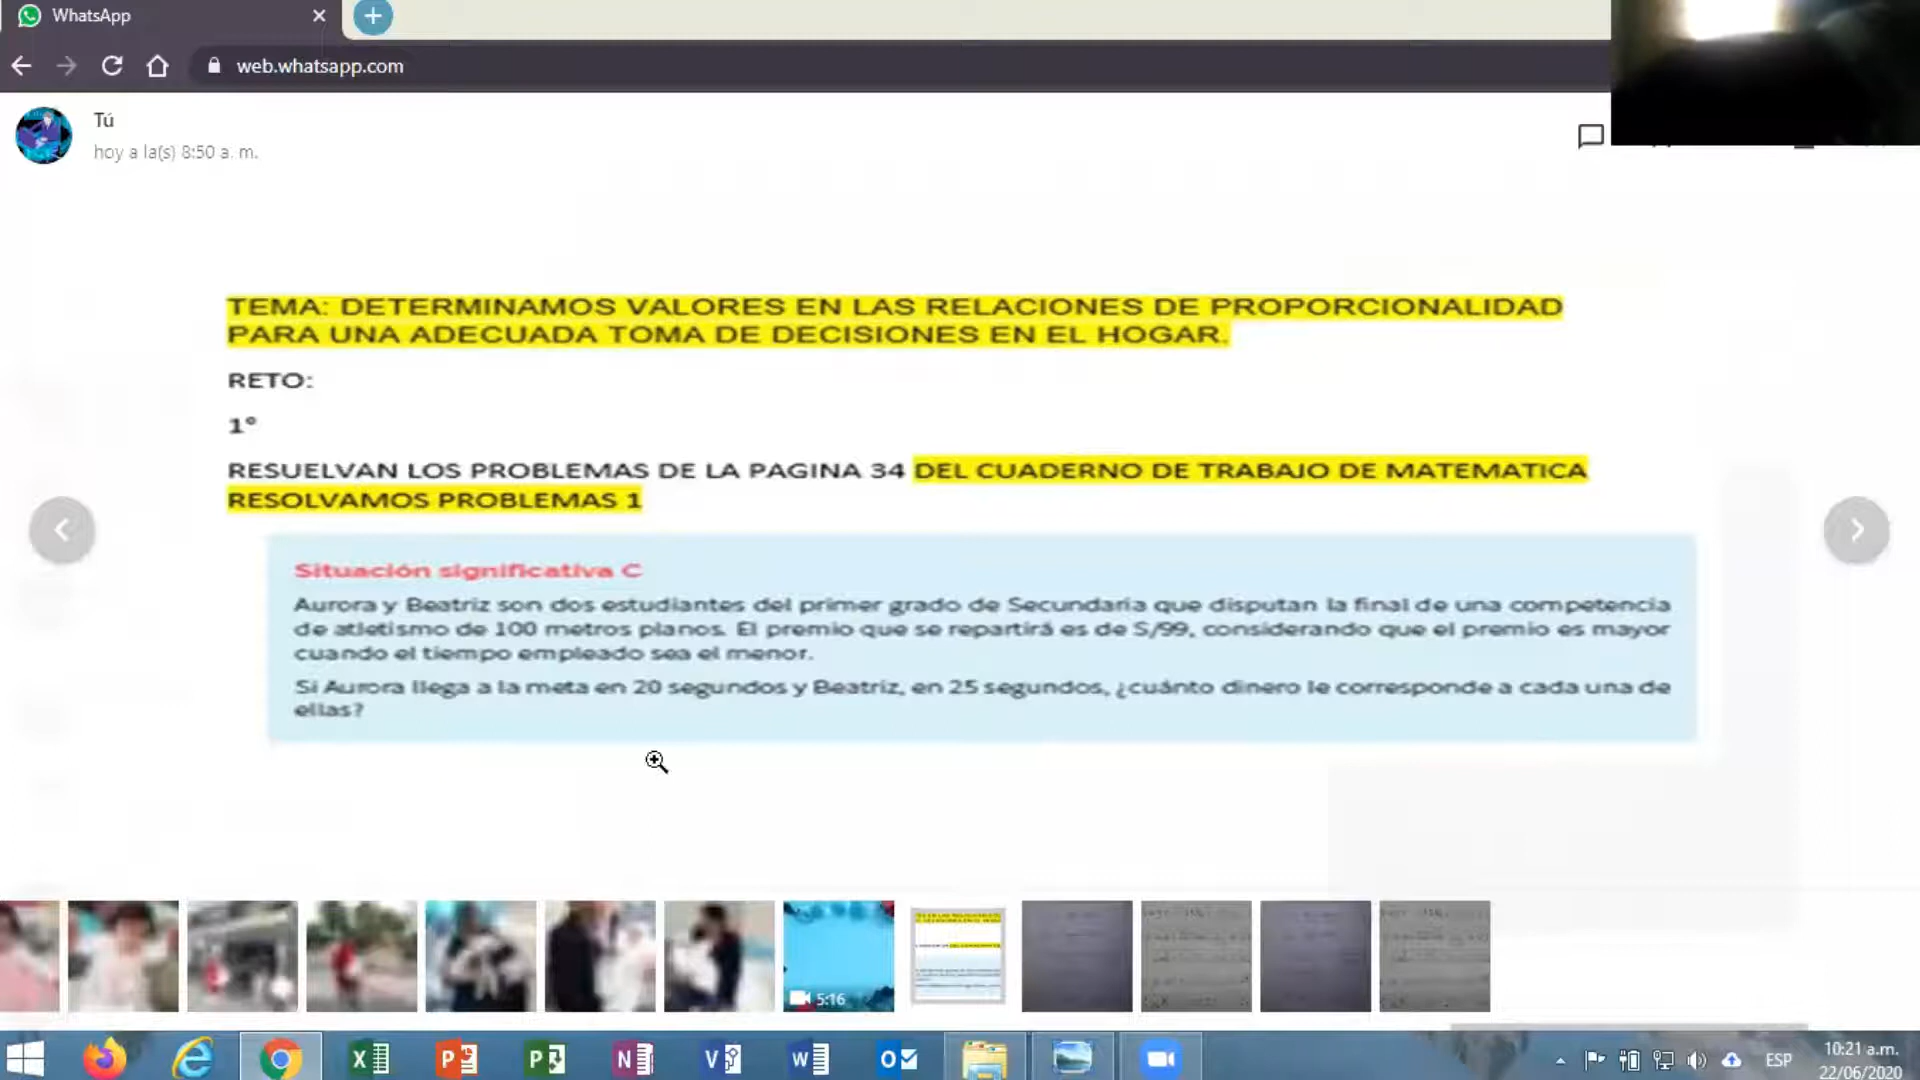 WhatsApp
web.whatsapp.com
Tú
hoy a la(s) 8:50 a. m.
TEMA: DETERMINAMOS VALORES EN LAS RELACIONES DE PROPORCIONALIDAD
PARA UNA ADECUADA TOMA DE DECISIONES EN EL HOGAR.
RETO:
1°
RESUELVAN LOS PROBLEMAS DE LA PAGINA 34 DEL CUADERNO DE TRABAJO DE MATEMATICA
RESOLVAMOS PROBLEMAS 1
Situación significativa C
Aurora y Beatriz son dos estudiantes del primer grado de Secundaria que disputan la final de una competencia
de atletismo de 100 metros planos. El premio que se repartirá es de S/99, considerando que el premio es mayor
cuando el tiempo empleado sea el menor.
Si Aurora llega a la meta en 20 segundos y Beatriz, en 25 segundos, ¿cuánto dinero le corresponde a cada una de
ellas?
5:16
ESP
10:21 a.m.
22/06/2020